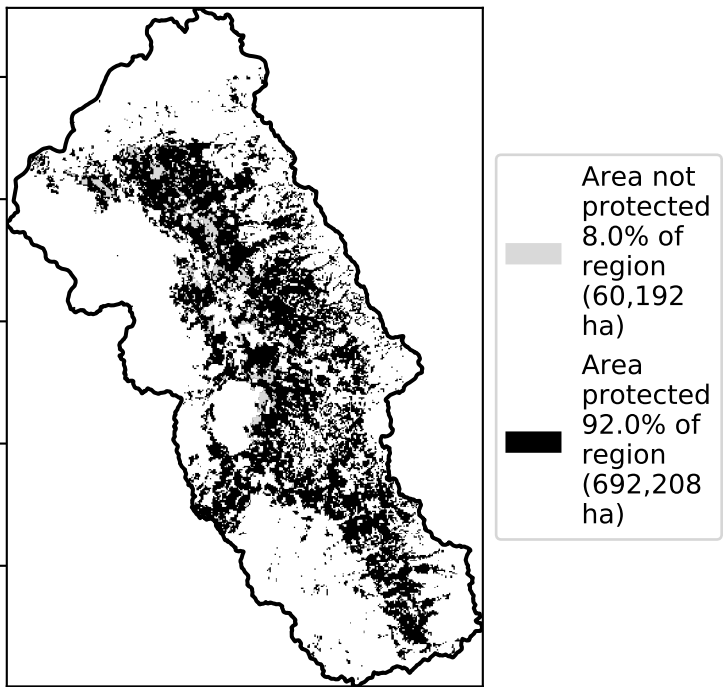 Area not
protected
8.0% of
region
(60,192
ha)
Area
protected
92.0% of
region
(692,208
ha)